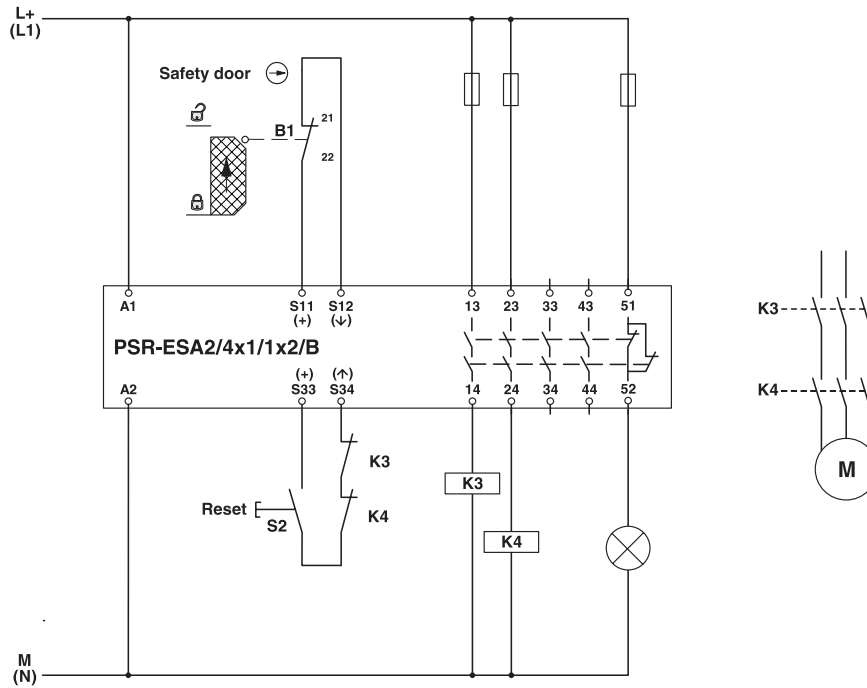 L+
(L1)
Safety door
21
B1
22
A1
S11
(+)
S12
(↓)
13
23
33
43
51
PSR-ESA2/4x1/1x2/B
(+)
(↑)
A2
S33
S34
14
24
34
44
52
K3
K4
M
K3
K4
Reset
S2
K3
K4
M
(N)